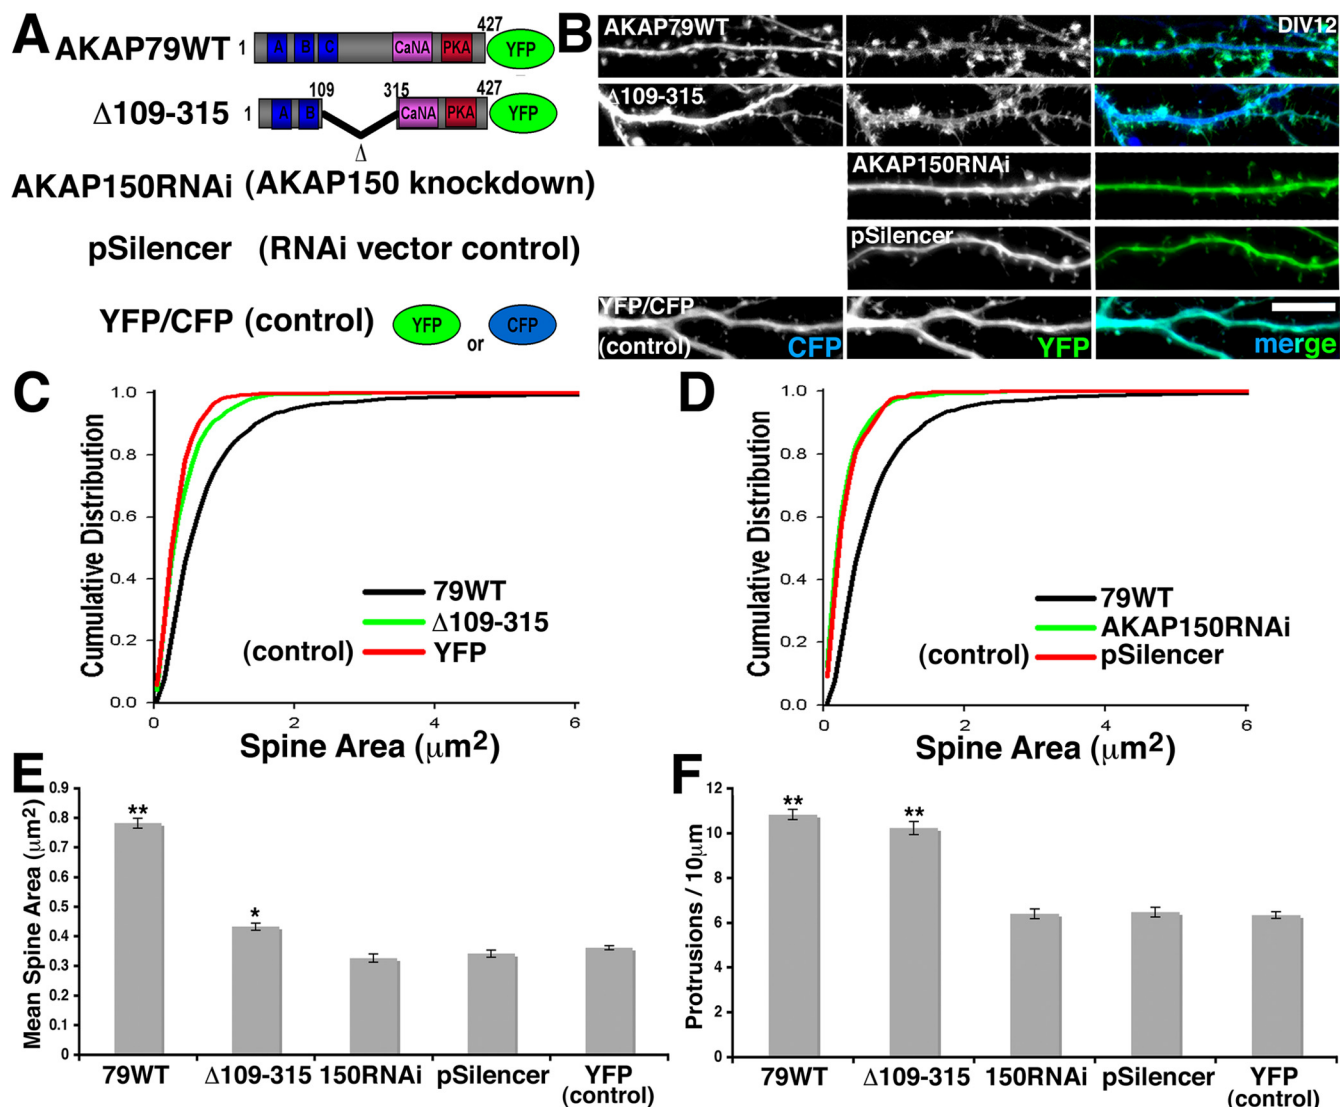 A
AKAP79WT 1 A B C CaNA PKA 427 YFP
Δ109-315 1 A B 109 Δ 315 CaNA PKA 427 YFP
AKAP150RNAi (AKAP150 knockdown)
pSilencer (RNAi vector control)
YFP/CFP (control) YFP or CFP
B
AKAP79WT DIV12
Δ109-315
AKAP150RNAi
pSilencer
YFP/CFP
(control) CFP YFP merge
C
Cumulative Distribution
1.0
0.8
0.6
0.4
0.2
0.0
0 2 4 6
Spine Area (μm2)
79WT
Δ109-315
(control) YFP
D
Cumulative Distribution
1.0
0.8
0.6
0.4
0.2
0.0
0 2 4 6
Spine Area (μm2)
79WT
AKAP150RNAi
(control) pSilencer
E
Mean Spine Area (μm2)
0.9
0.8
0.7
0.6
0.5
0.4
0.3
0.2
0.1
0
**
*
79WT Δ109-315 150RNAi pSilencer YFP
(control)
F
Protrusions / 10μm
12
10
8
6
4
2
0
**
**
79WT Δ109-315 150RNAi pSilencer YFP
(control)